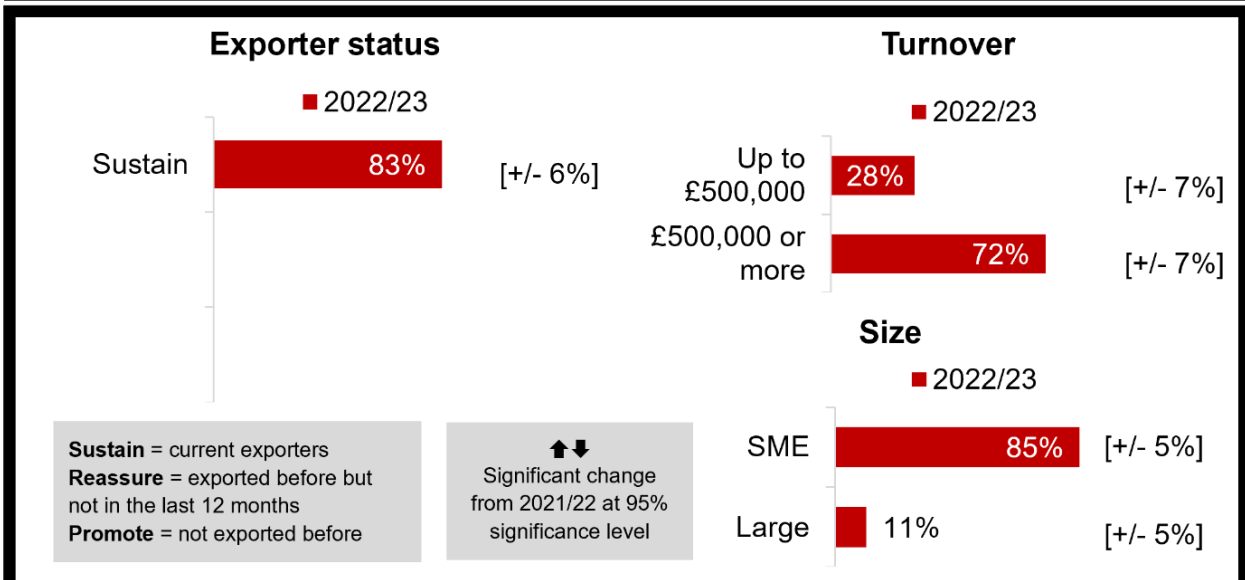 Exporter status
■ 2022/23
Sustain
83%
[+/- 6%]
Sustain = current exporters
Reassure = exported before but
not in the last 12 months
Promote = not exported before
⬆⬇
Significant change
from 2021/22 at 95%
significance level
Turnover
■ 2022/23
Up to
£500,000
28%
[+/- 7%]
£500,000 or
more
72%
[+/- 7%]
Size
■ 2022/23
SME
85%
[+/- 5%]
Large
11%
[+/- 5%]